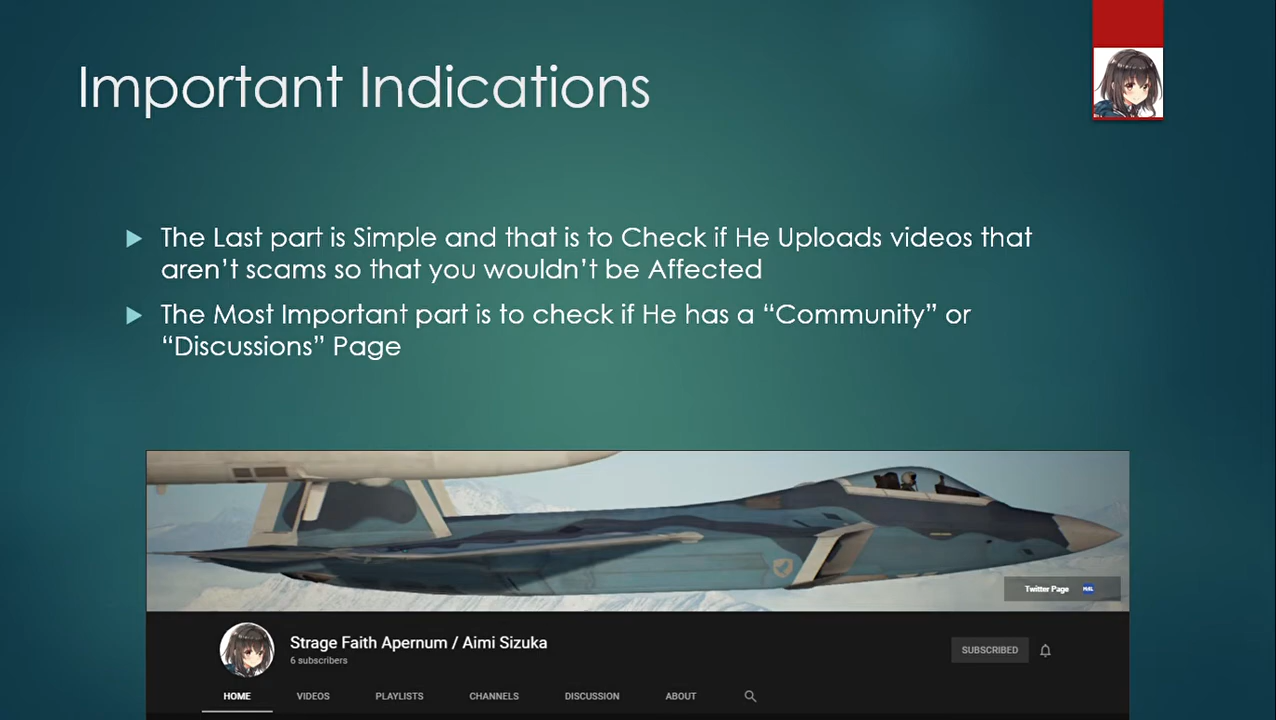 Important Indications
The Last part is Simple and that is to Check if He Uploads videos that
aren’t scams so that you wouldn’t be Affected
The Most Important part is to check if He has a “Community” or
“Discussions” Page
Twitter Page
Strage Faith Apernum / Aimi Sizuka
6 subscribers
SUBSCRIBED
HOME VIDEOS PLAYLISTS CHANNELS DISCUSSION ABOUT